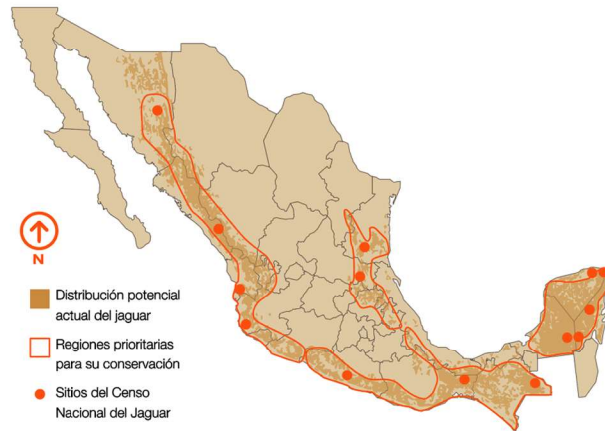 N
Distribución potencial
actual del jaguar
Regiones prioritarias
para su conservación
Sitios del Censo
Nacional del Jaguar